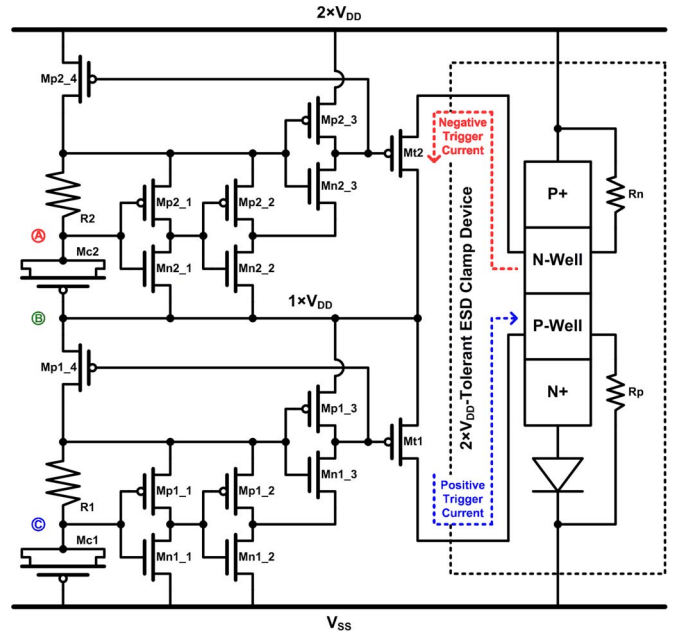 2×VDD
Mp2_4
Mp2_3
Negative
Trigger
Current
Mt2
Mn2_3
R2
Mp2_1
Mp2_2
P+
Rn
A
Mc2
Mn2_1
Mn2_2
N-Well
B
1×VDD
P-Well
Mp1_4
Mp1_3
Mt1
N+
Rp
2×VDD-Tolerant ESD Clamp Device
R1
Mp1_1
Mp1_2
Mn1_3
Positive
Trigger
Current
C
Mc1
Mn1_1
Mn1_2
VSS